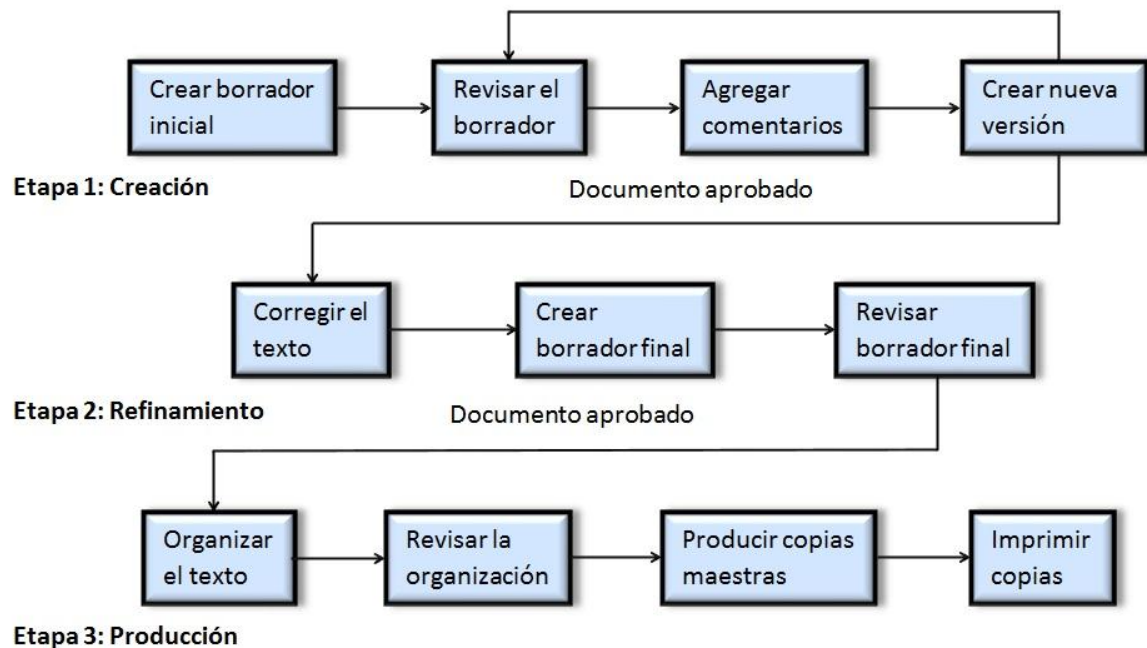 Crear borrador
inicial
Revisar el
borrador
Agregar
comentarios
Crear nueva
versión
Etapa 1: Creación
Documento aprobado
Corregir el
texto
Crear
borrador final
Revisar
borrador final
Etapa 2: Refinamiento
Documento aprobado
Organizar
el texto
Revisar la
organización
Producir copias
maestras
Imprimir
copias
Etapa 3: Producción